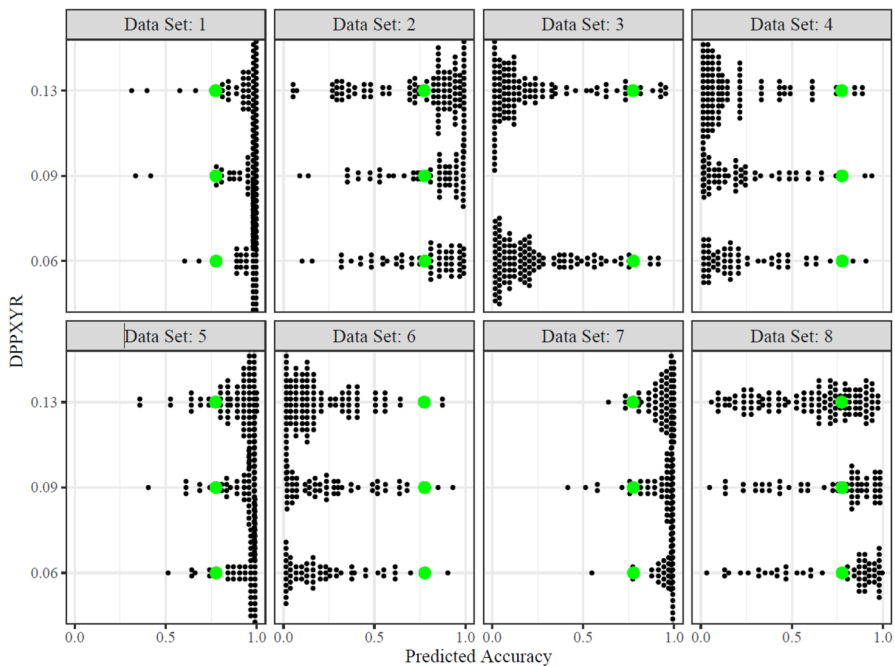 Data Set: 1 Data Set: 2 Data Set: 3 Data Set: 4
0.13
0.09
0.06
Data Set: 5 Data Set: 6 Data Set: 7 Data Set: 8
0.13
0.09
0.06
0.0 0.5 1.0 0.0 0.5 1.0 0.0 0.5 1.0 0.0 0.5 1.0
Predicted Accuracy
DPPXYR